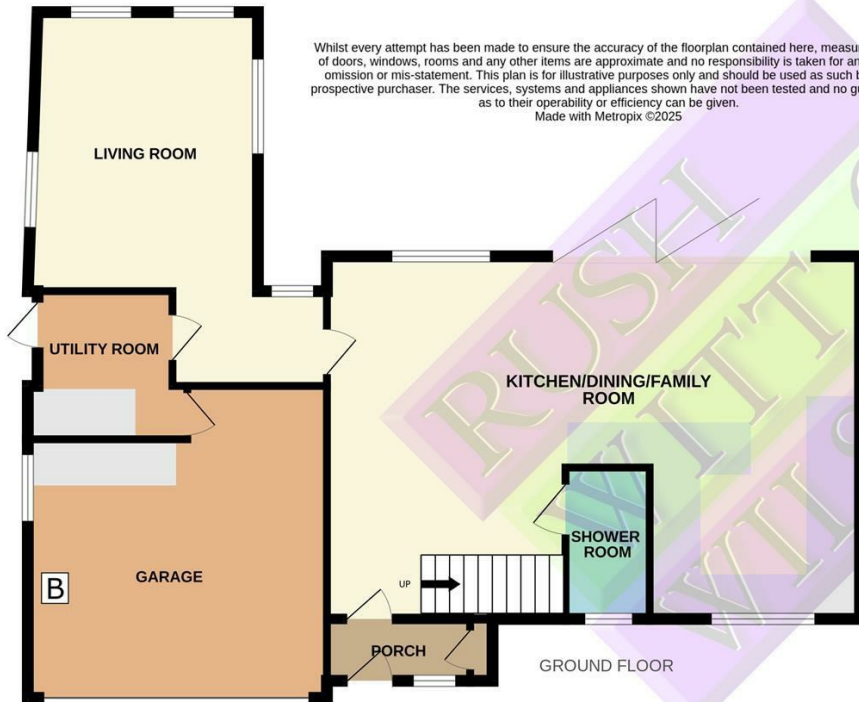 Whilst every attempt has been made to ensure the accuracy of the floorplan contained here,
of doors, windows, rooms and any other items are approximate and no responsibility is taken for
omission or mis-statement. This plan is for illustrative purposes only and should be used as such
prospective purchaser. The services, systems and appliances shown have not been tested and no
as to their operability or efficiency can be given.
Made with Metropix ©2025
LIVING ROOM
UTILITY ROOM
KITCHEN/DINING/FAMILY
ROOM
SHOWER
ROOM
GARAGE
B
UP
PORCH
GROUND FLOOR
RUSH
WITT &